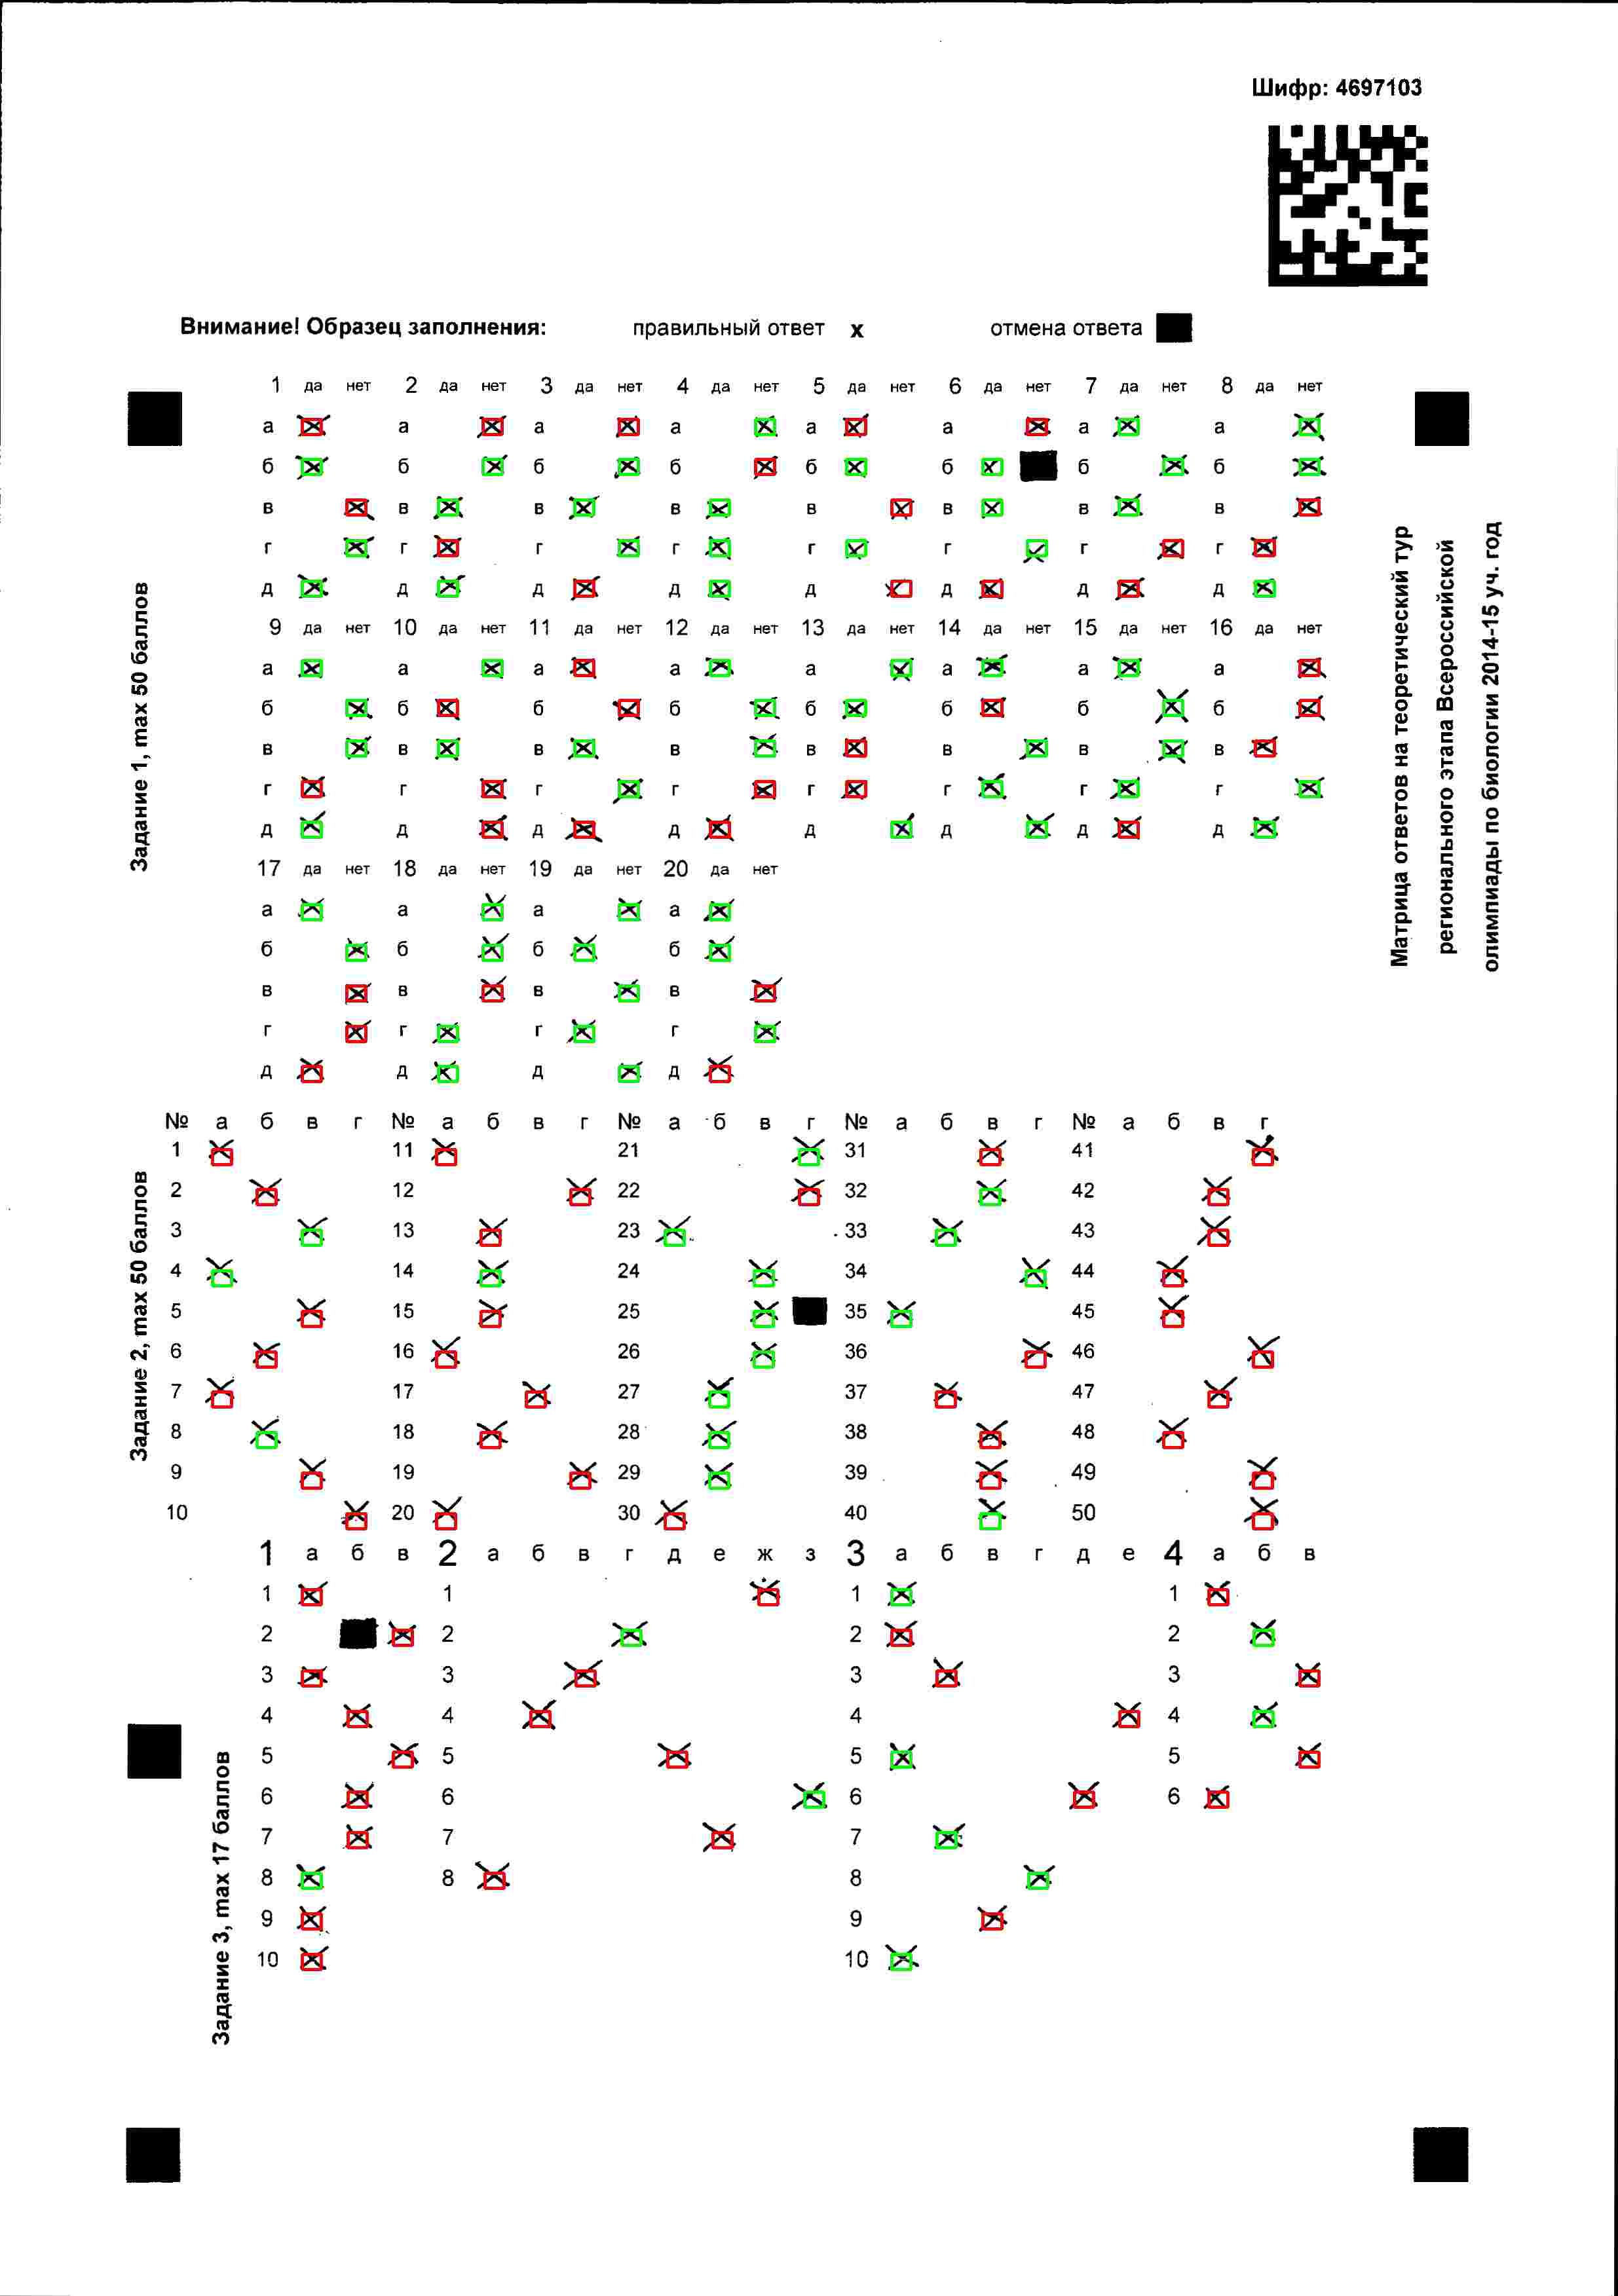 Шифр: 4697103
Внимание! Образец заполнения: правильный ответ х отмена ответа
1 да нет 2 да нет 3 да нет 4 да нет 5 да нет 6 да нет 7 да нет 8 да нет
а а а а а а а а
б б б б б б б б
в в в в в в в в
г г г г г г г г
д д д д д д д д
9 да нет 10 да нет 11 да нет 12 да нет 13 да нет 14 да нет 15 да нет 16 да нет
а а а а а а а а
б б б б б б б б
в в в в в в в в
г г г г г г г г
д д д д д д д д
17 да нет 18 да нет 19 да нет 20 да нет
а а а а
б б б б
в в в в
г г г г
д д д д
Задание 1, max 50 баллов
Матрица ответов на теоретический тур
регионального этапа Всероссийской
олимпиады по биологии 2014-15 уч. год
№ а б в г № а б в г № а б в г № а б в г № а б в г
1 11 21 31 41
2 12 22 32 42
3 13 23 33 43
4 14 24 34 44
5 15 25 35 45
6 16 26 36 46
7 17 27 37 47
8 18 28 38 48
9 19 29 39 49
10 20 30 40 50
Задание 2, max 50 баллов
1 а б в 2 а б в г д е ж з 3 а б в г д е 4 а б в
1 1 1 1
2 2 2 2
3 3 3 3
4 4 4 4
5 5 5 5
6 6 6 6
7 7 7
8 8 8
9 9
10 10
Задание 3, max 17 баллов